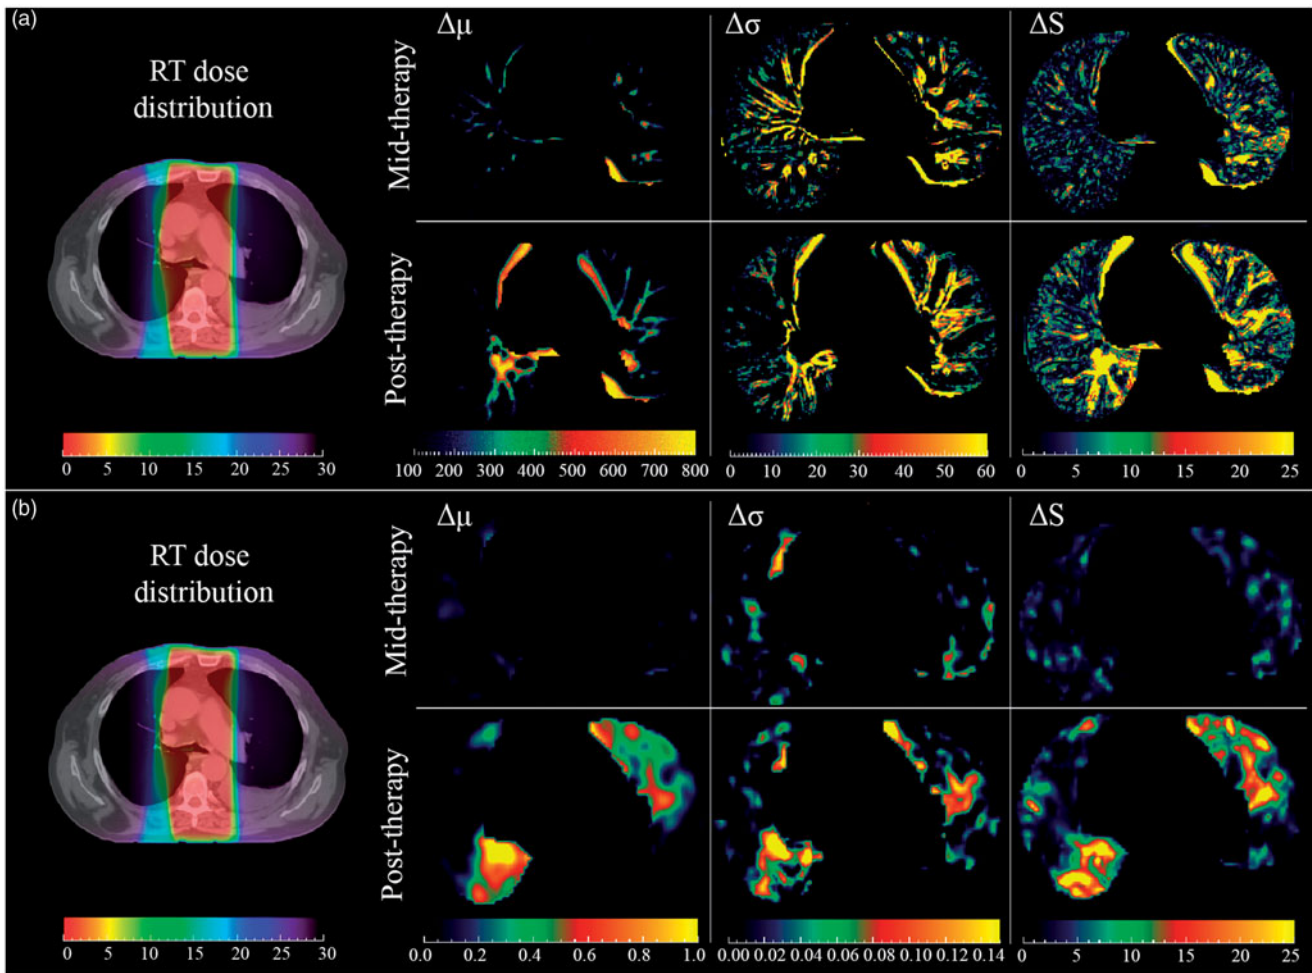 (a)
RT dose
distribution
0 5 10 15 20 25 30
Δμ
Δσ
ΔS
Mid-therapy
Post-therapy
100 200 300 400 500 600 700 800
0 10 20 30 40 50 60
0 5 10 15 20 25
(b)
RT dose
distribution
0 5 10 15 20 25 30
Δμ
Δσ
ΔS
Mid-therapy
Post-therapy
0.0 0.2 0.4 0.6 0.8 1.0
0.00 0.02 0.04 0.06 0.08 0.10 0.12 0.14
0 5 10 15 20 25